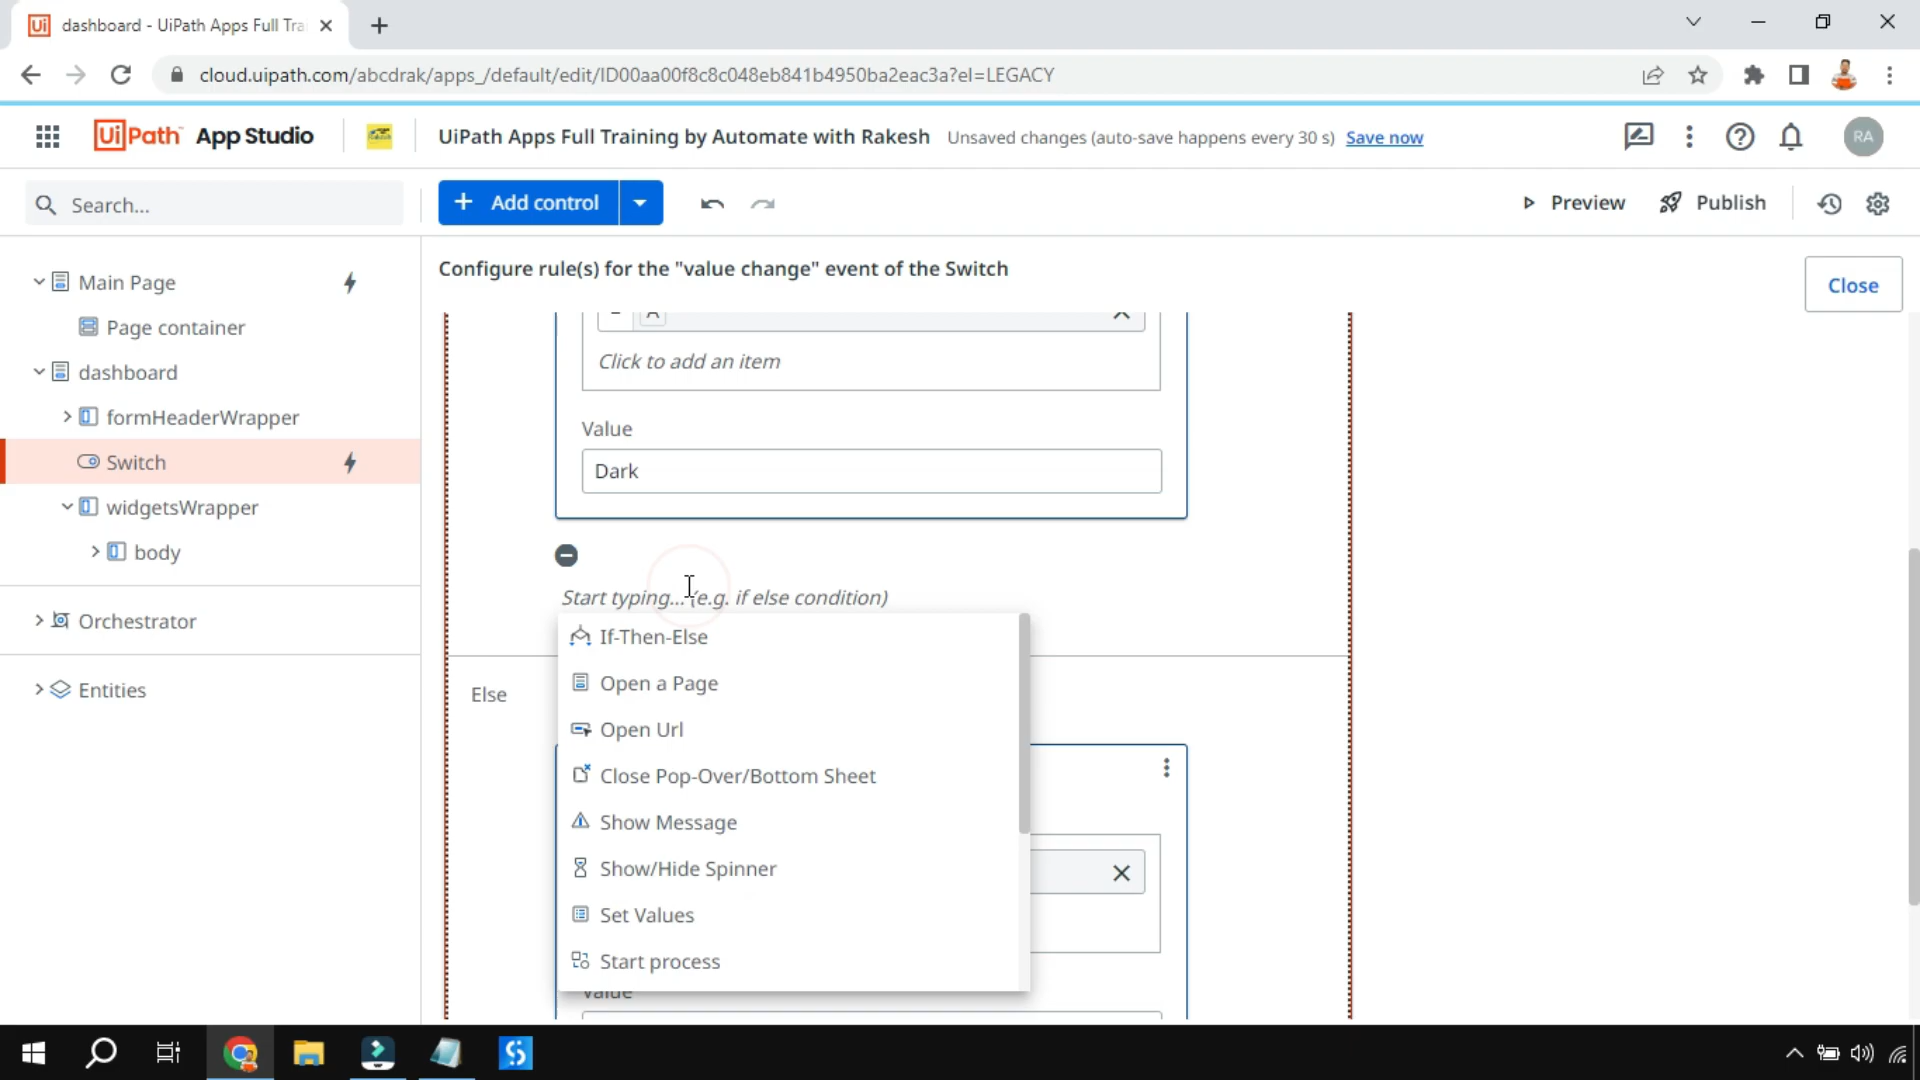 dashboard - UiPath Apps Full Tra
cloud.uipath.com/abcdrak/apps_/default/edit/ID00aa00f8c8c048eb841b4950ba2eac3a?el=LEGACY
UiPath App Studio
UiPath Apps Full Training by Automate with Rakesh
Unsaved changes (auto-save happens every 30 s) Save now
RA
Search...
Add control
Preview
Publish
Configure rule(s) for the "value change" event of the Switch
Close
Main Page
Page container
dashboard
formHeaderWrapper
Switch
widgetsWrapper
body
Orchestrator
Entities
Click to add an item
Value
Dark
Start typing... (e.g. if else condition)
If-Then-Else
Open a Page
Open Url
Close Pop-Over/Bottom Sheet
Show Message
Show/Hide Spinner
Set Values
Start process
Else
Value